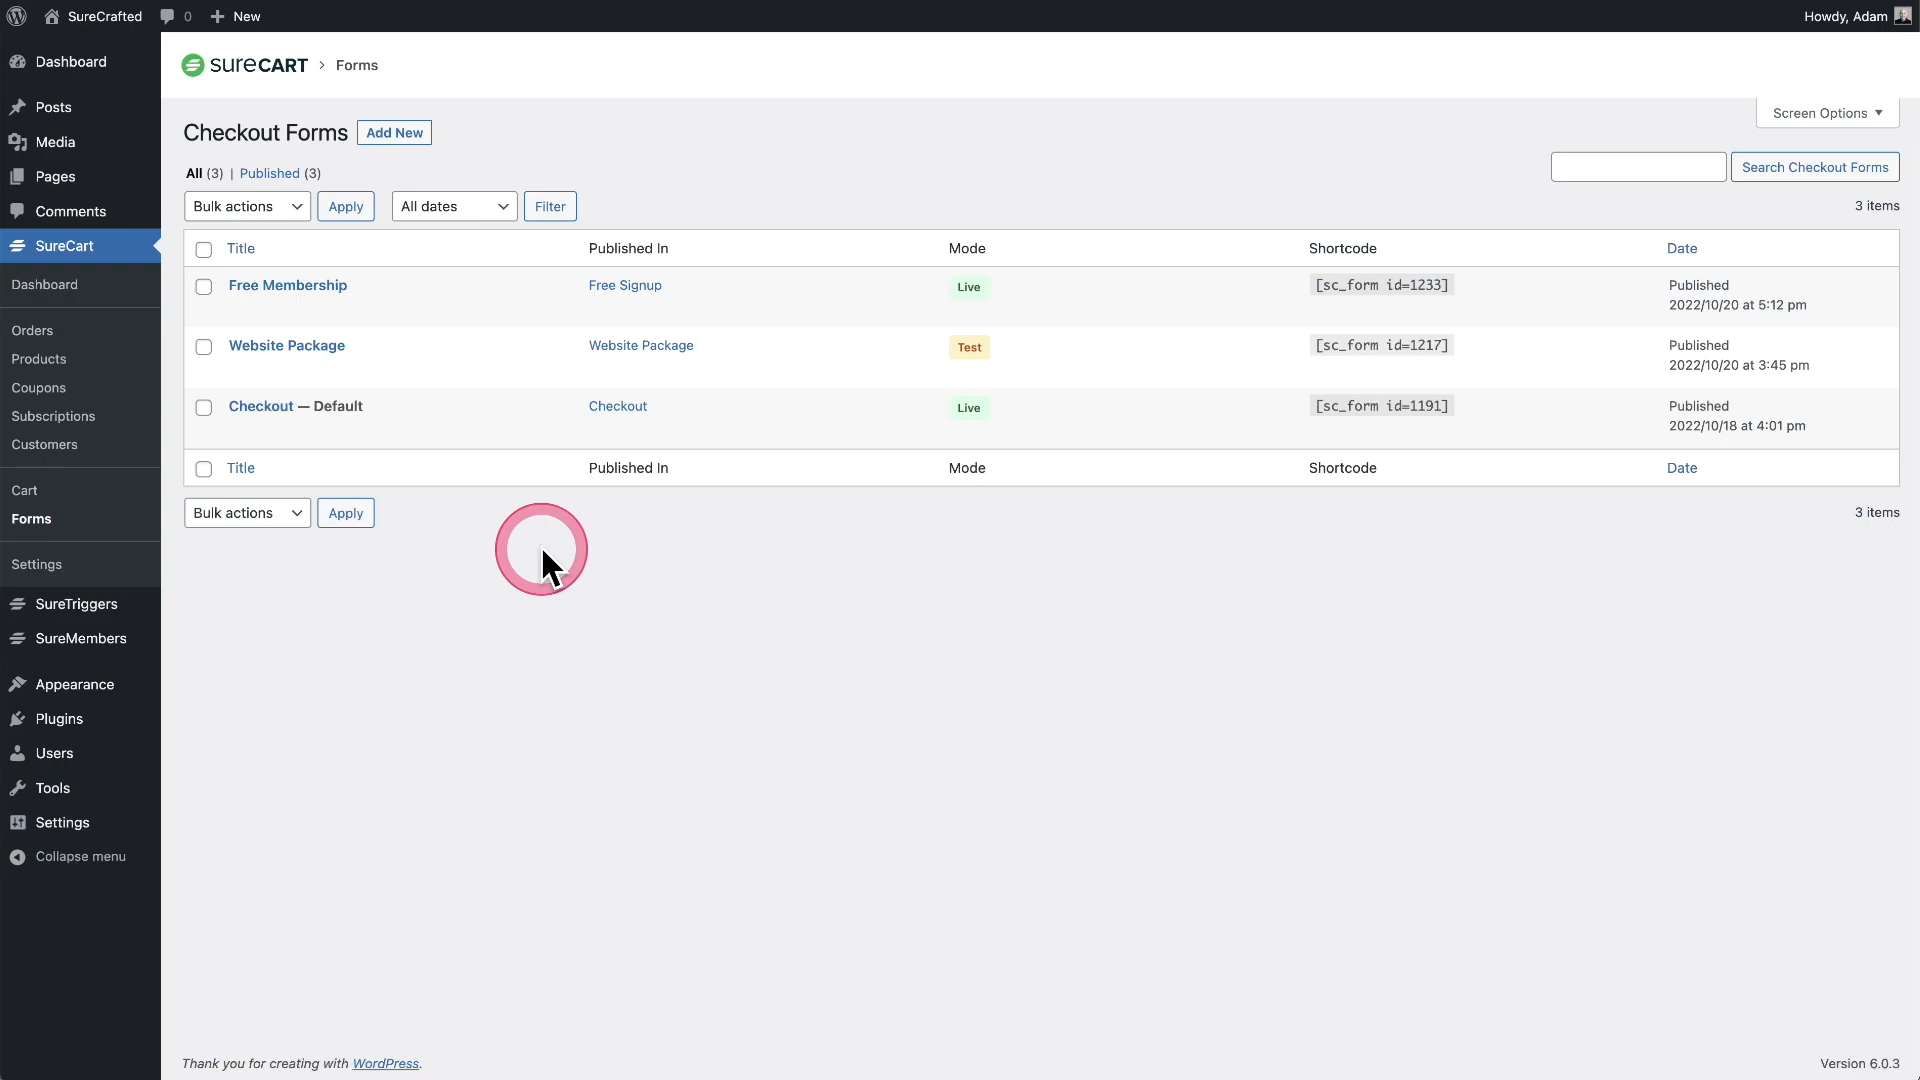 SureCrafted 0 New Howdy, Adam
Dashboard
Posts
Media
Pages
Comments
SureCart
Dashboard
Orders
Products
Coupons
Subscriptions
Customers
Cart
Forms
Settings
SureTriggers
SureMembers
Appearance
Plugins
Users
Tools
Settings
Collapse menu
SURECART > Forms
Screen Options
Checkout Forms Add New
All (3) | Published (3)
Search Checkout Forms
Bulk actions Apply All dates Filter 3 items
Title Published In Mode Shortcode Date
Free Membership Free Signup Live [sc_form id=1233] Published
2022/10/20 at 5:12 pm
Website Package Website Package Test [sc_form id=1217] Published
2022/10/20 at 3:45 pm
Checkout — Default Checkout Live [sc_form id=1191] Published
2022/10/18 at 4:01 pm
Title Published In Mode Shortcode Date
Bulk actions Apply 3 items
Thank you for creating with WordPress. Version 6.0.3